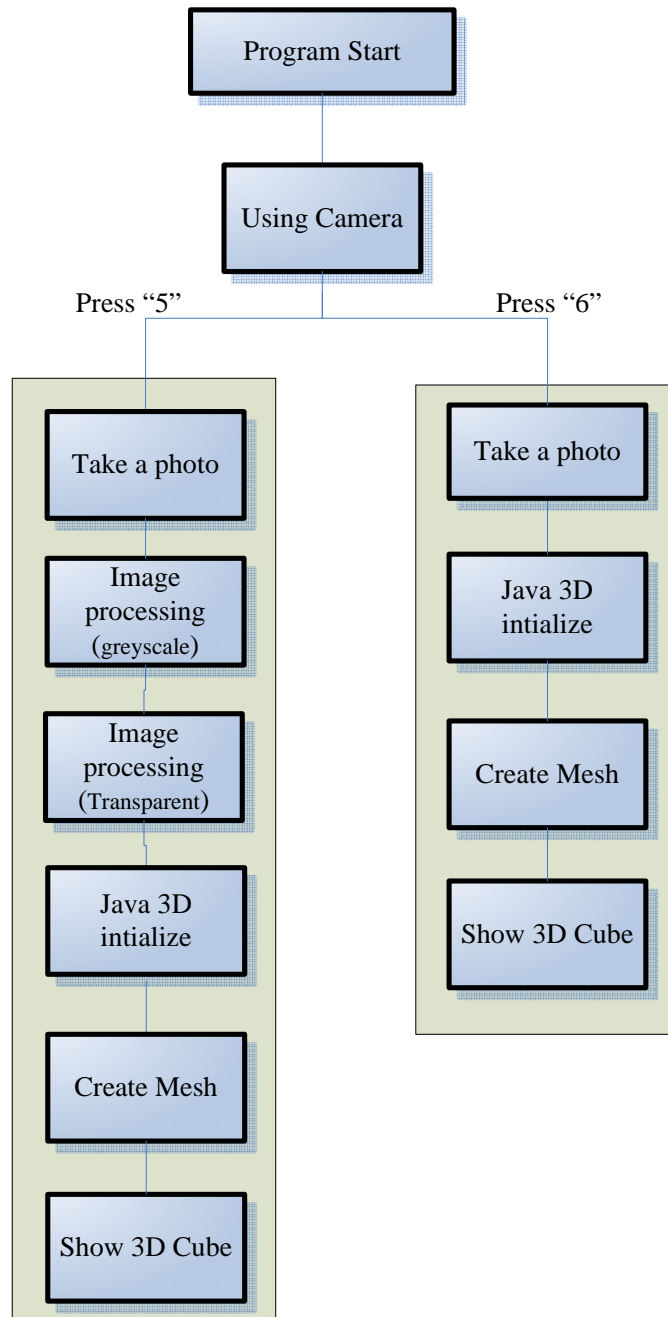 Program Start
Using Camera
Press “5”
Press “6”
Take a photo
Image
processing
(greyscale)
Image
processing
(Transparent)
Java 3D
intialize
Create Mesh
Show 3D Cube
Take a photo
Java 3D
intialize
Create Mesh
Show 3D Cube